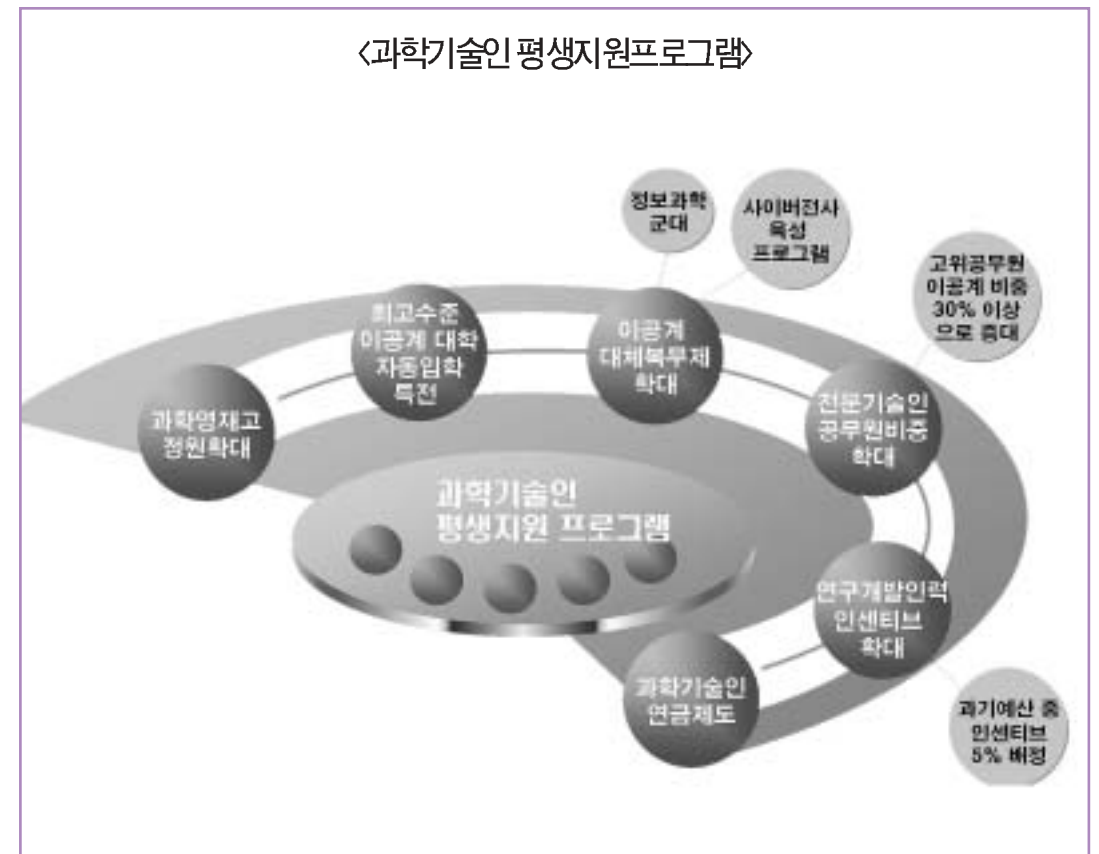 <과학기술인 평생지원프로그램>
정보과학
군대
사이버전사
육성
프로그램
고위공무원
이공계 비중
30% 이상
으로 증대
최고수준
이공계 대학
자동입학
특전
이공계
대체복무제
확대
과학영재고
정원확대
전문기술인
공무원비중
확대
과학기술인
평생지원 프로그램
연구개발인력
인센티브
확대
과학기술인
연금제도
과기예산 중
인센티브
5% 배정